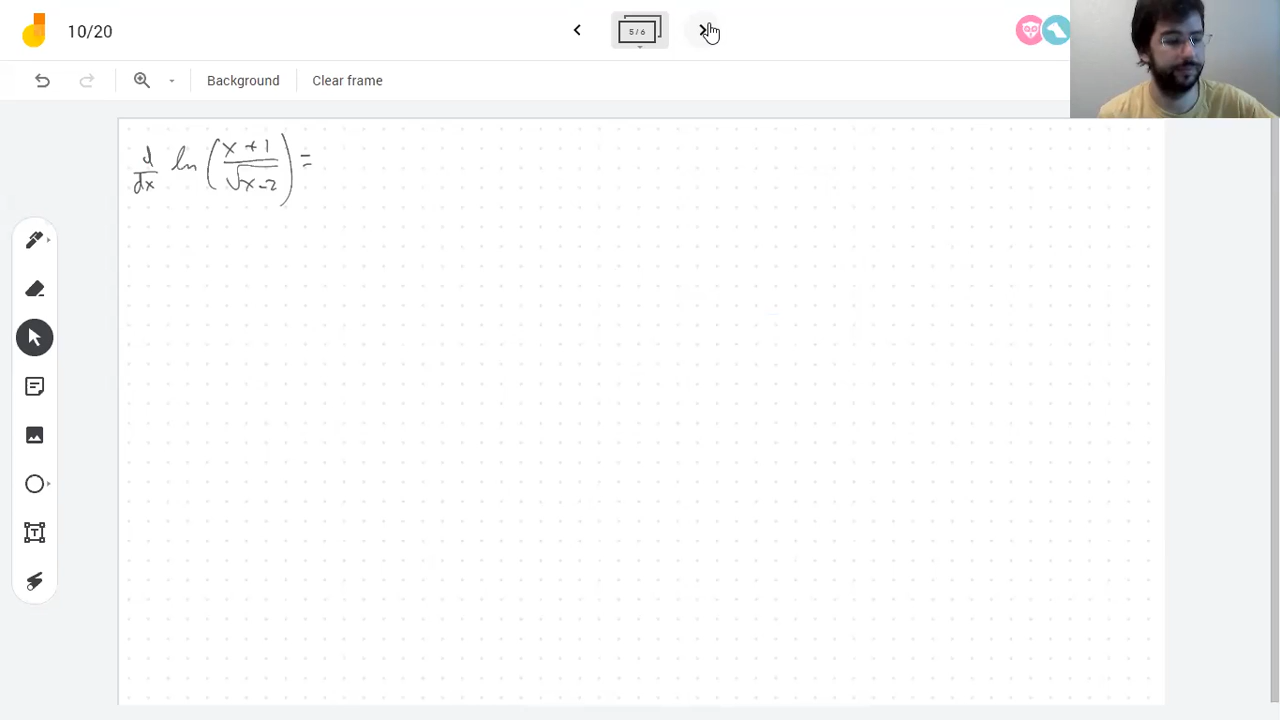 10/20
5 / 6
Background
Clear frame
d/dx ln((x+1)/√(x-2)) =
T